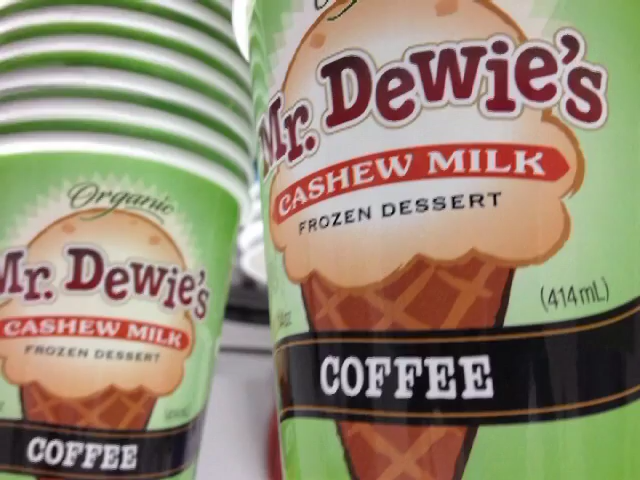 Organic
Mr. Dewie's
CASHEW MILK
FROZEN DESSERT
COFFEE
Mr. Dewie's
CASHEW MILK
FROZEN DESSERT
(414mL)
COFFEE